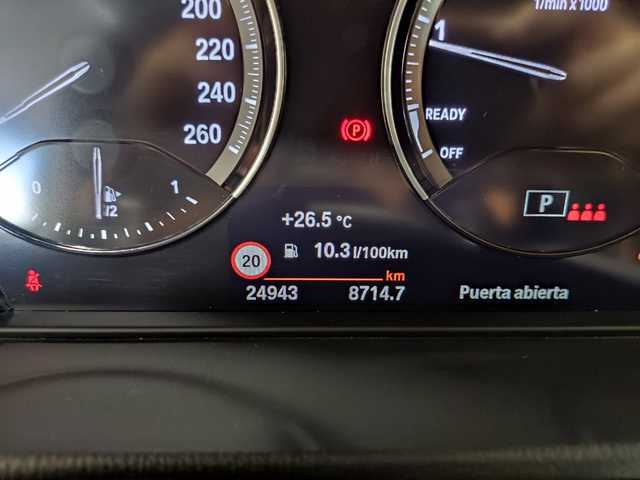 200
220
240
260
0
1/2
1
1/min x 1000
1
READY
OFF
P
P
+26.5 °C
20
10.3 l/100km
km
24943
8714.7
Puerta abierta